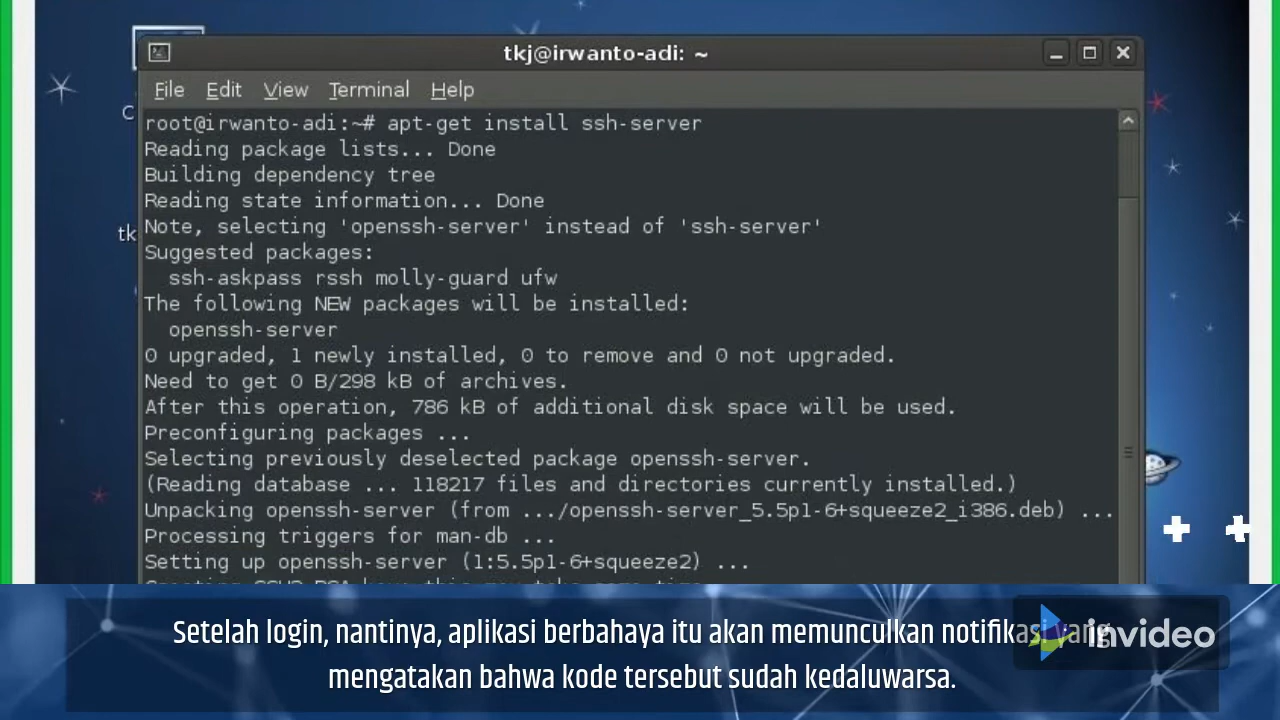 tkj@irwanto-adi: ~
File Edit View Terminal Help
root@irwanto-adi:~# apt-get install ssh-server
Reading package lists... Done
Building dependency tree
Reading state information... Done
Note, selecting 'openssh-server' instead of 'ssh-server'
Suggested packages:
ssh-askpass rssh molly-guard ufw
The following NEW packages will be installed:
openssh-server
0 upgraded, 1 newly installed, 0 to remove and 0 not upgraded.
Need to get 0 B/298 kB of archives.
After this operation, 786 kB of additional disk space will be used.
Preconfiguring packages ...
Selecting previously deselected package openssh-server.
(Reading database ... 118217 files and directories currently installed.)
Unpacking openssh-server (from .../openssh-server_5.5p1-6+squeeze2_i386.deb) ...
Processing triggers for man-db ...
Setting up openssh-server (1:5.5p1-6+squeeze2) ...
Setelah login, nantinya, aplikasi berbahaya itu akan memunculkan notifikasi yang
mengatakan bahwa kode tersebut sudah kedaluwarsa.
invideo